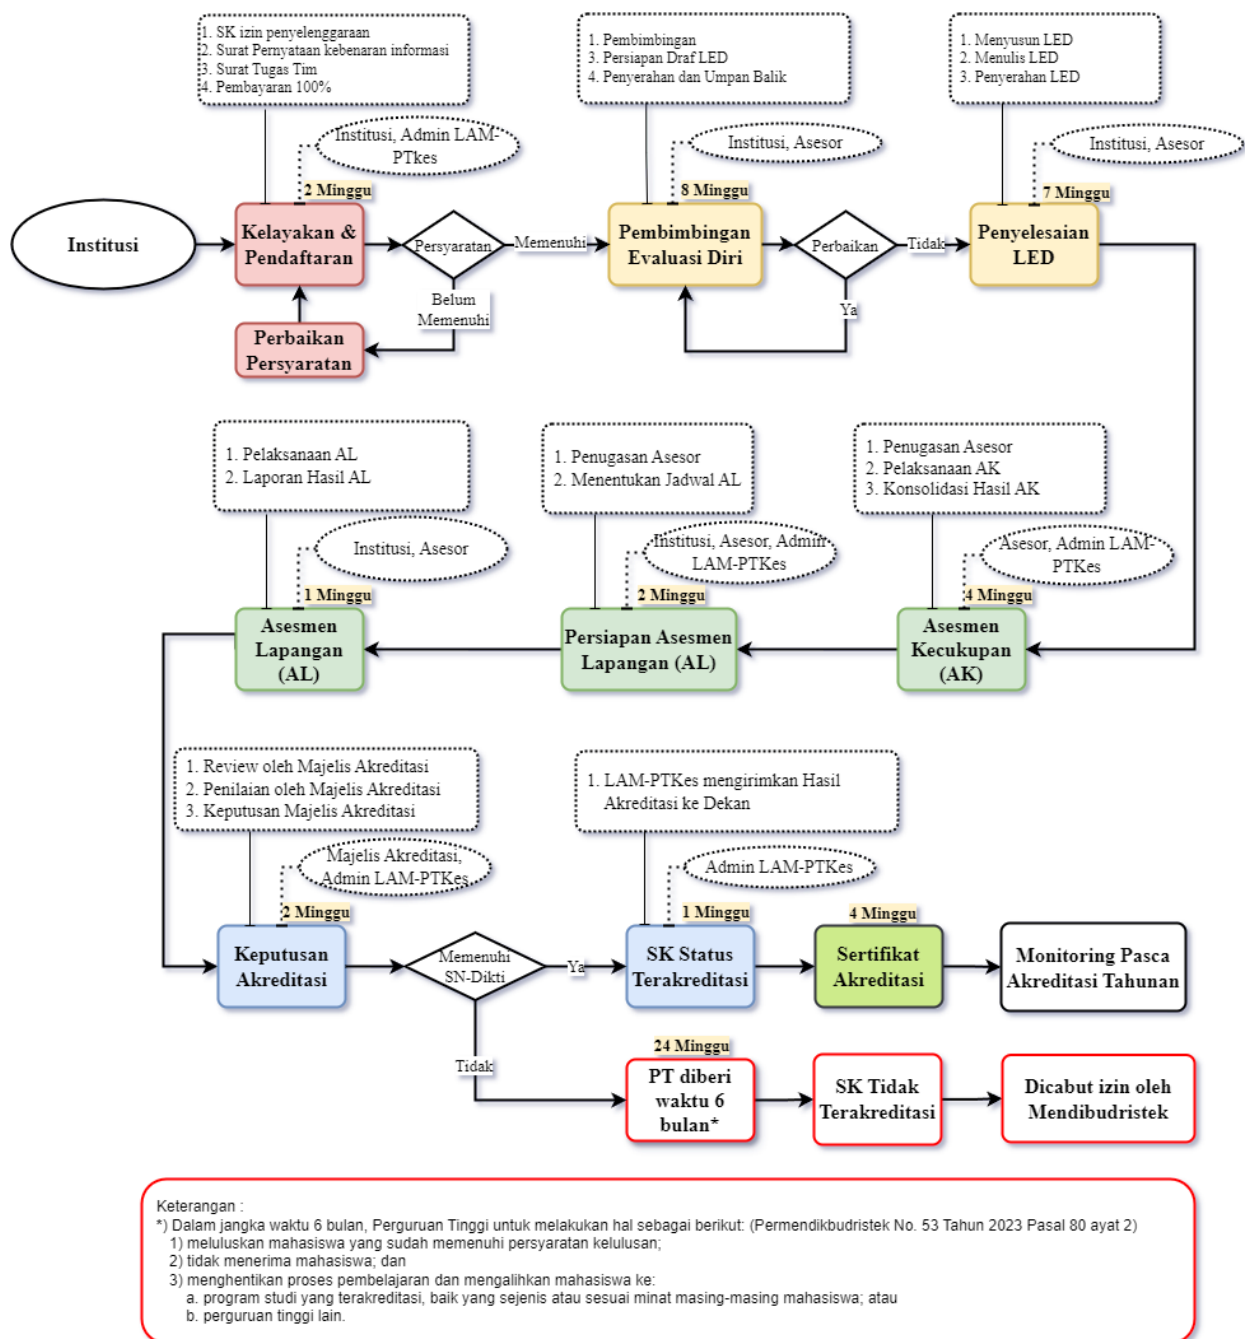 1. SK izin penyelenggaraan
2. Surat Pernyataan kebenaran informasi
3. Surat Tugas Tim
4. Pembayaran 100%
1. Pembimbingan
3. Persiapan Draf LED
4. Penyerahan dan Umpan Balik
1. Menyusun LED
2. Menulis LED
3. Penyerahan LED
Institusi, Admin LAM-
PTkes
Institusi, Asesor
Institusi, Asesor
2 Minggu
8 Minggu
7 Minggu
Institusi
Kelayakan &
Pendaftaran
Persyaratan
Memenuhi
Pembimbingan
Evaluasi Diri
Perbaikan
Tidak
Penyelesaian
LED
Belum
Memenuhi
Ya
Perbaikan
Persyaratan
1. Pelaksanaan AL
2. Laporan Hasil AL
1. Penugasan Asesor
2. Menentukan Jadwal AL
1. Penugasan Asesor
2. Pelaksanaan AK
3. Konsolidasi Hasil AK
Institusi, Asesor
Institusi, Asesor, Admin
LAM-PTKes
Asesor, Admin LAM-
PTKes
1 Minggu
2 Minggu
4 Minggu
Asesmen
Lapangan
(AL)
Persiapan Asesmen
Lapangan (AL)
Asesmen
Kecukupan
(AK)
1. Review oleh Majelis Akreditasi
2. Penilaian oleh Majelis Akreditasi
3. Keputusan Majelis Akreditasi
1. LAM-PTKes mengirimkan Hasil
Akreditasi ke Dekan
Majelis Akreditasi,
Admin LAM-PTKes
Admin LAM-PTKes
2 Minggu
1 Minggu
4 Minggu
Keputusan
Akreditasi
Memenuhi
SN-Dikti
Ya
SK Status
Terakreditasi
Sertifikat
Akreditasi
Monitoring Pasca
Akreditasi Tahunan
Tidak
24 Minggu
PT diberi
waktu 6
bulan*
SK Tidak
Terakreditasi
Dicabut izin oleh
Mendibudristek
Keterangan :
*) Dalam jangka waktu 6 bulan, Perguruan Tinggi untuk melakukan hal sebagai berikut: (Permendikbudristek No. 53 Tahun 2023 Pasal 80 ayat 2)
1) meluluskan mahasiswa yang sudah memenuhi persyaratan kelulusan;
2) tidak menerima mahasiswa; dan
3) menghentikan proses pembelajaran dan mengalihkan mahasiswa ke:
a. program studi yang terakreditasi, baik yang sejenis atau sesuai minat masing-masing mahasiswa; atau
b. perguruan tinggi lain.